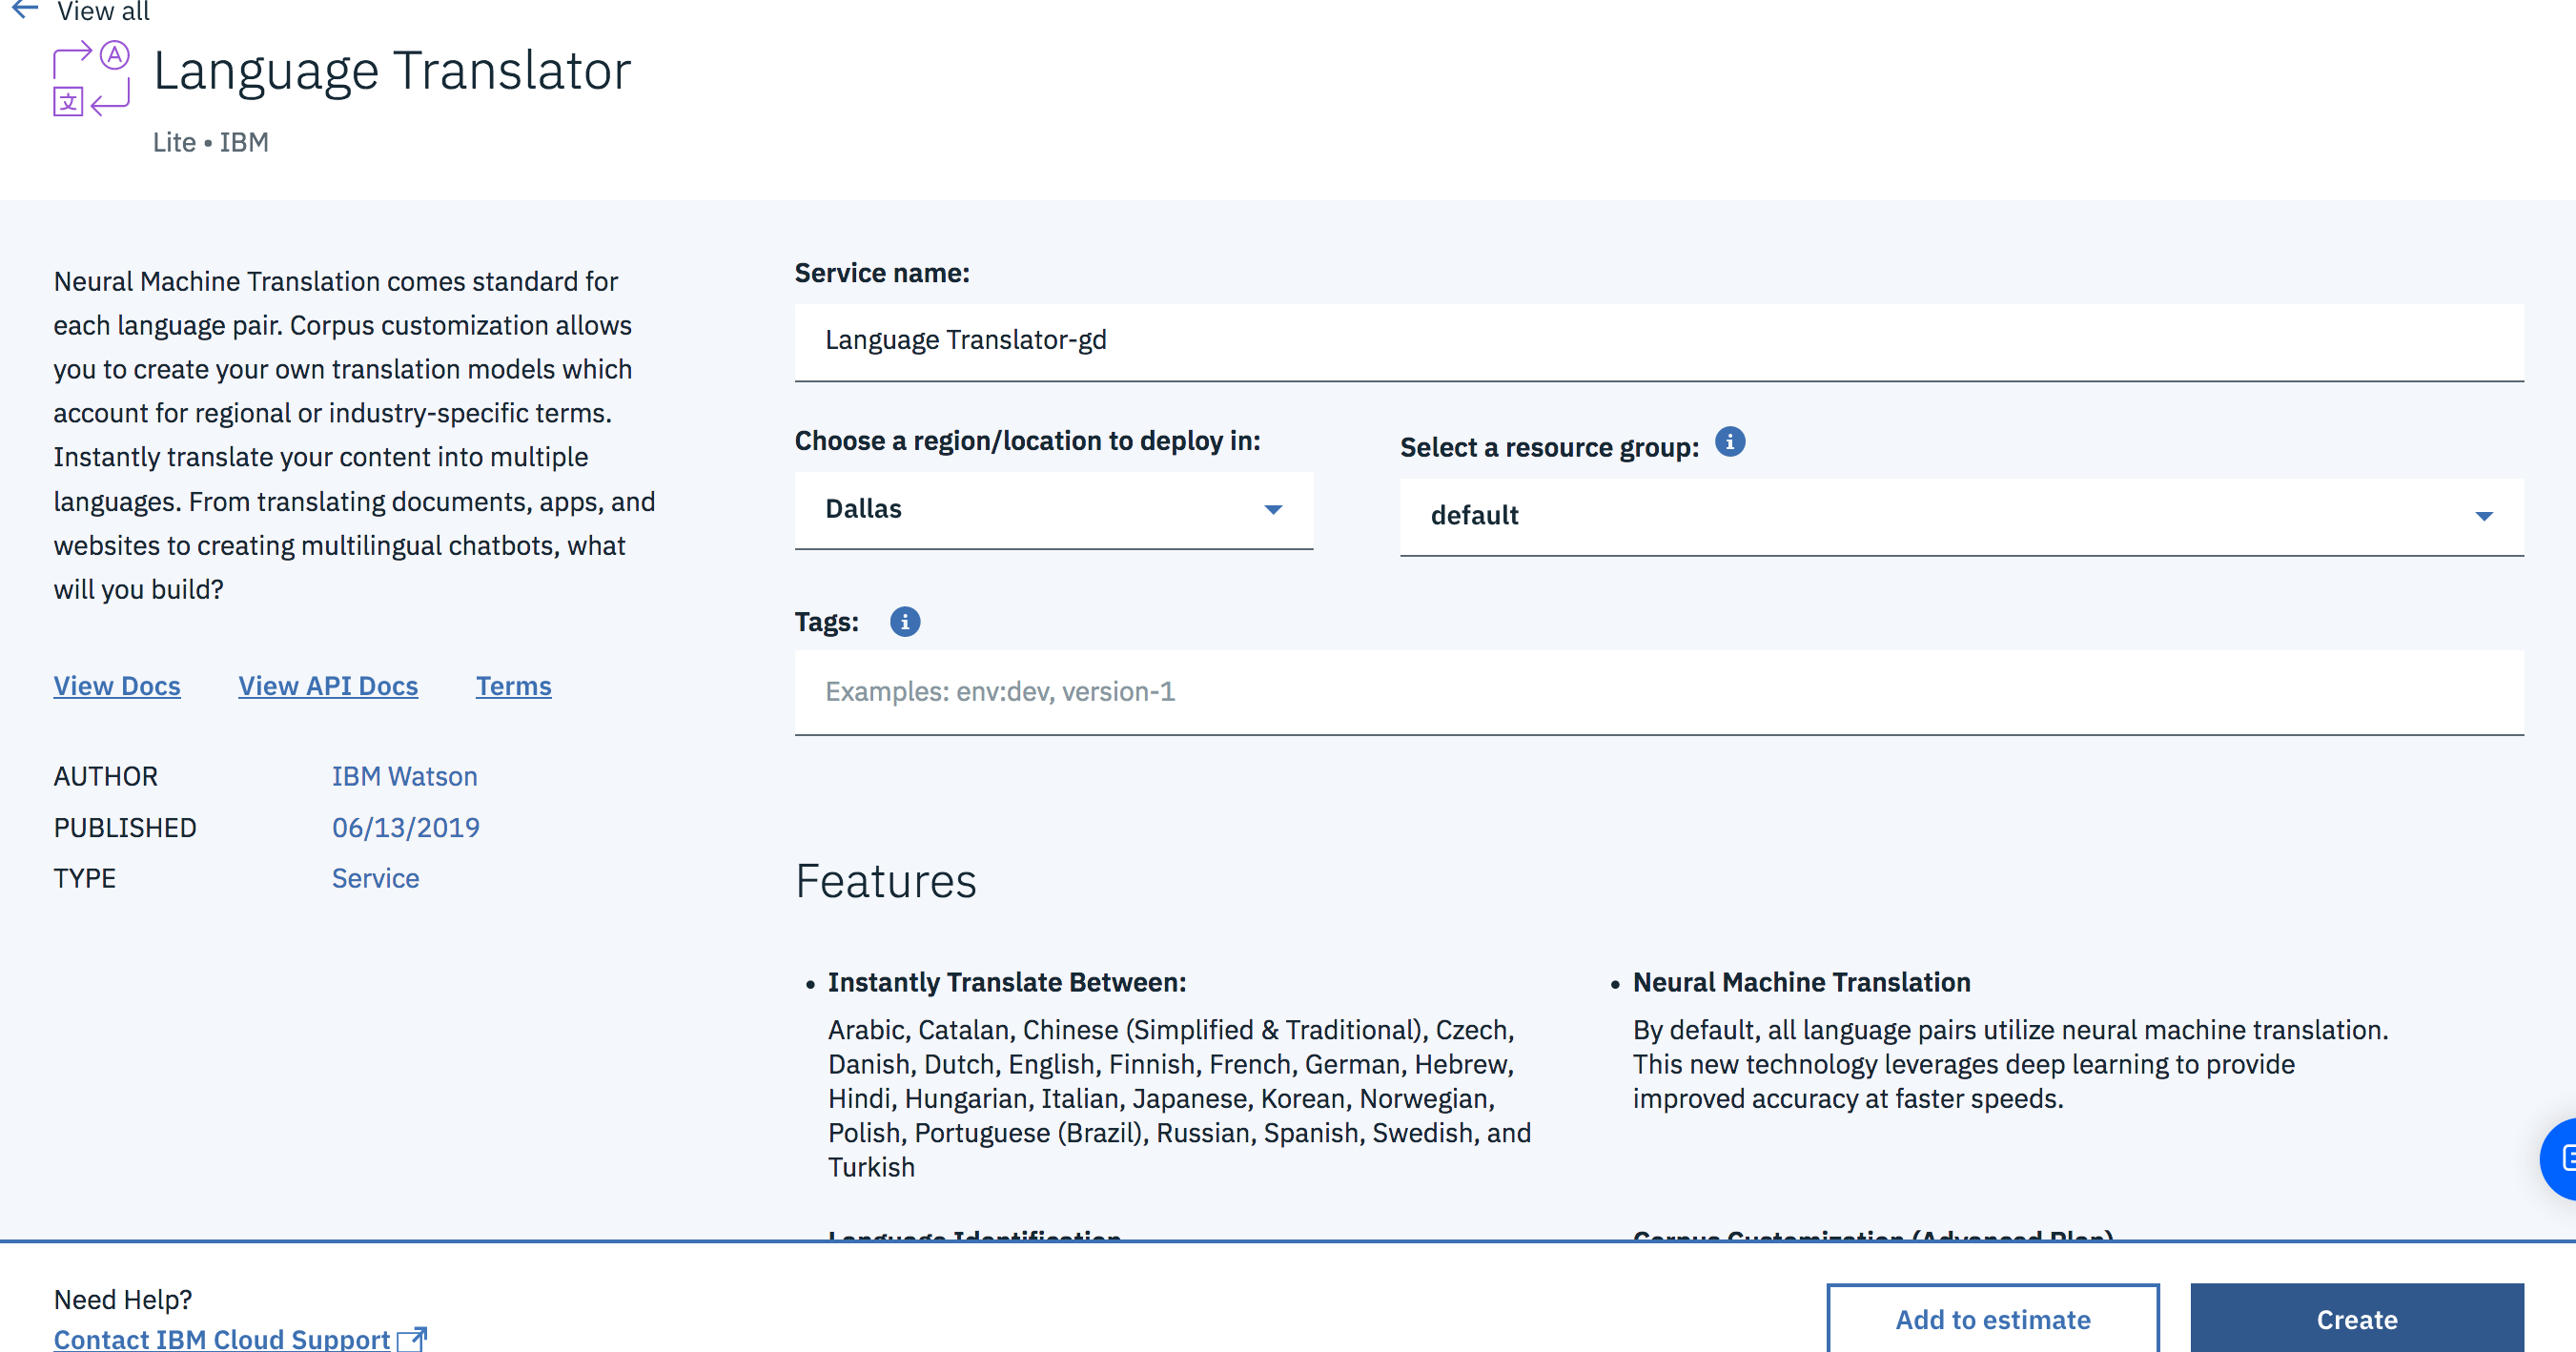 View all
Language Translator
Lite • IBM
Neural Machine Translation comes standard for
each language pair. Corpus customization allows
you to create your own translation models which
account for regional or industry-specific terms.
Instantly translate your content into multiple
languages. From translating documents, apps, and
websites to creating multilingual chatbots, what
will you build?
View Docs View API Docs Terms
AUTHOR IBM Watson
PUBLISHED 06/13/2019
TYPE Service
Service name:
Language Translator-gd
Choose a region/location to deploy in:
Dallas
Select a resource group:
default
Tags:
Examples: env:dev, version-1
Features
• Instantly Translate Between:
Arabic, Catalan, Chinese (Simplified & Traditional), Czech,
Danish, Dutch, English, Finnish, French, German, Hebrew,
Hindi, Hungarian, Italian, Japanese, Korean, Norwegian,
Polish, Portuguese (Brazil), Russian, Spanish, Swedish, and
Turkish
• Neural Machine Translation
By default, all language pairs utilize neural machine translation.
This new technology leverages deep learning to provide
improved accuracy at faster speeds.
Language Identification
Corpus Customization (Advanced Plan)
Need Help?
Contact IBM Cloud Support
Add to estimate
Create